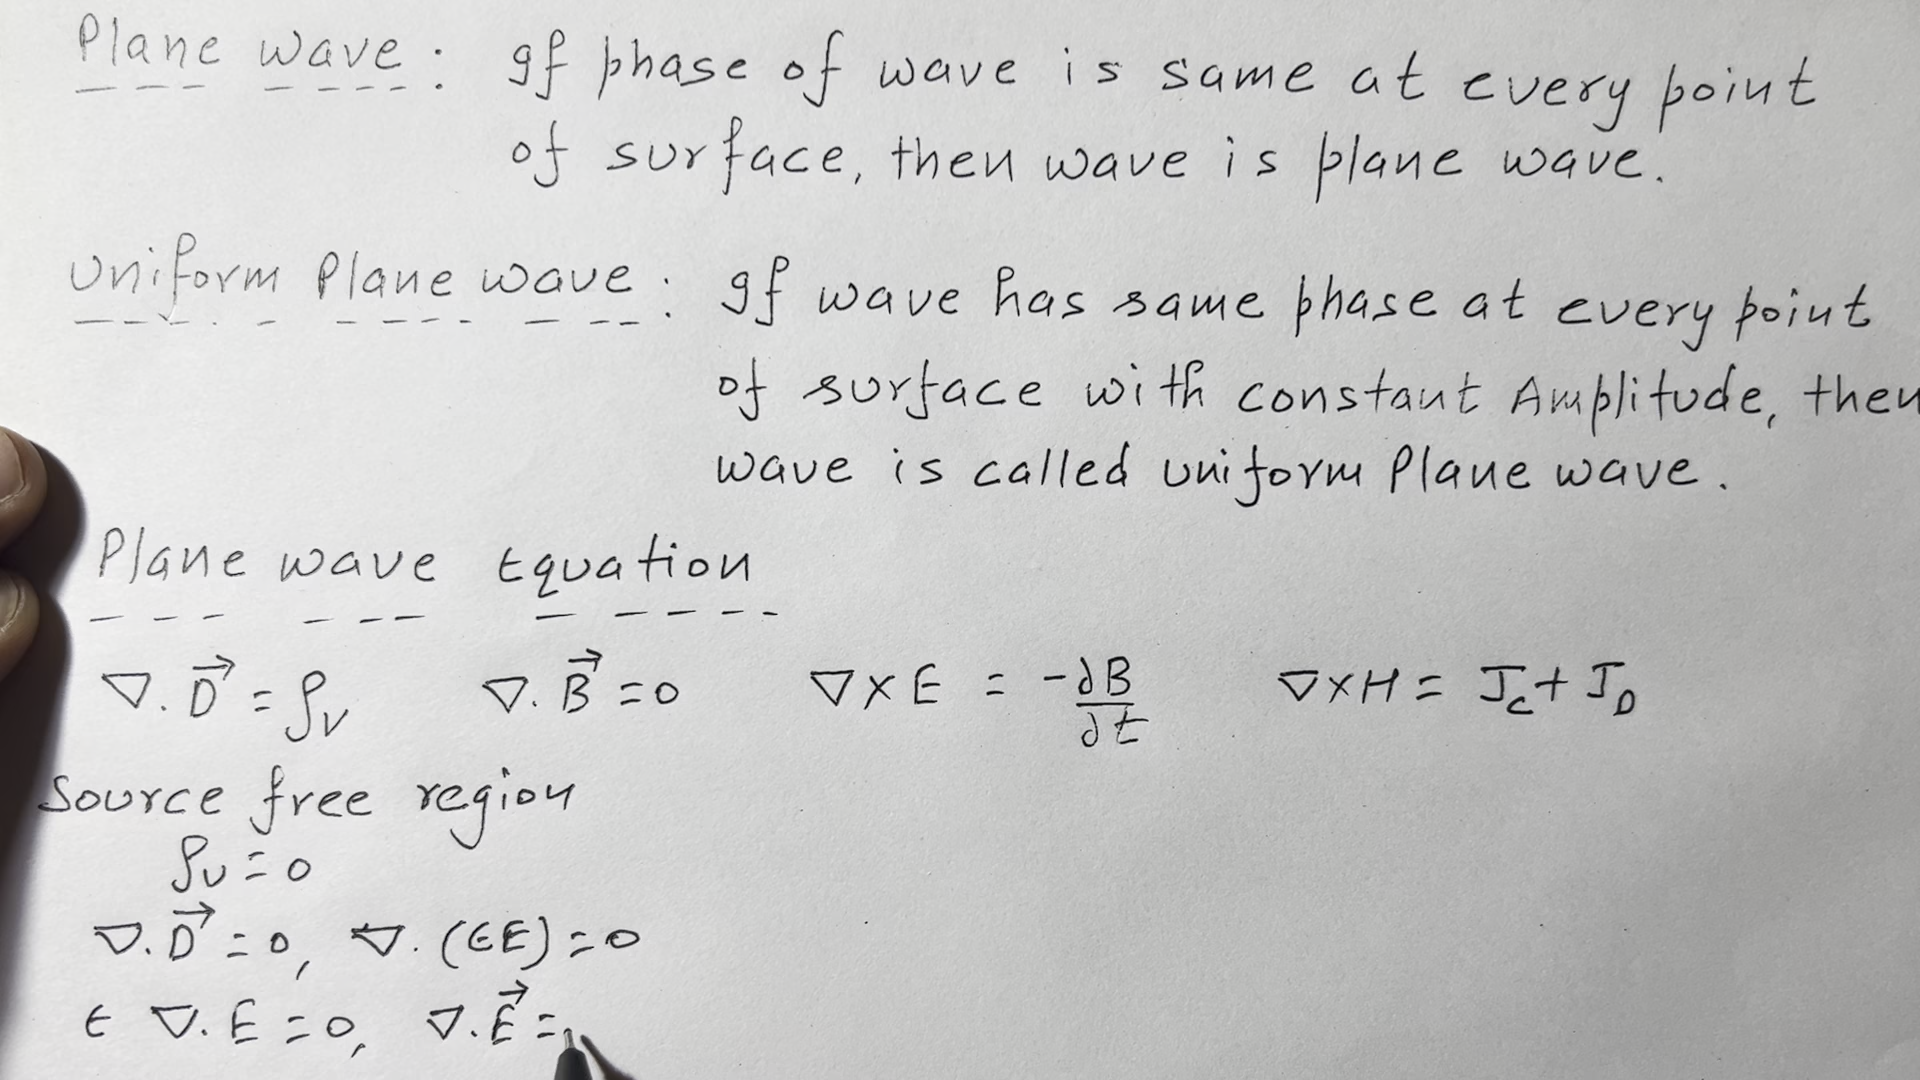 Plane wave : If phase of wave is same at every point
of surface, then wave is plane wave.
Uniform Plane wave : If wave has same phase at every point
of surface with constant Amplitude, then
wave is called uniform Plane wave.
Plane wave Equation
∇.D⃗ = ρᵥ ∇.B⃗ = 0 ∇×E = -∂B/∂t ∇×H = J_C + J_D
Source free region
ρᵥ = 0
∇.D⃗ = 0, ∇.(ϵE) = 0
ϵ ∇.E = 0, ∇.E⃗ =